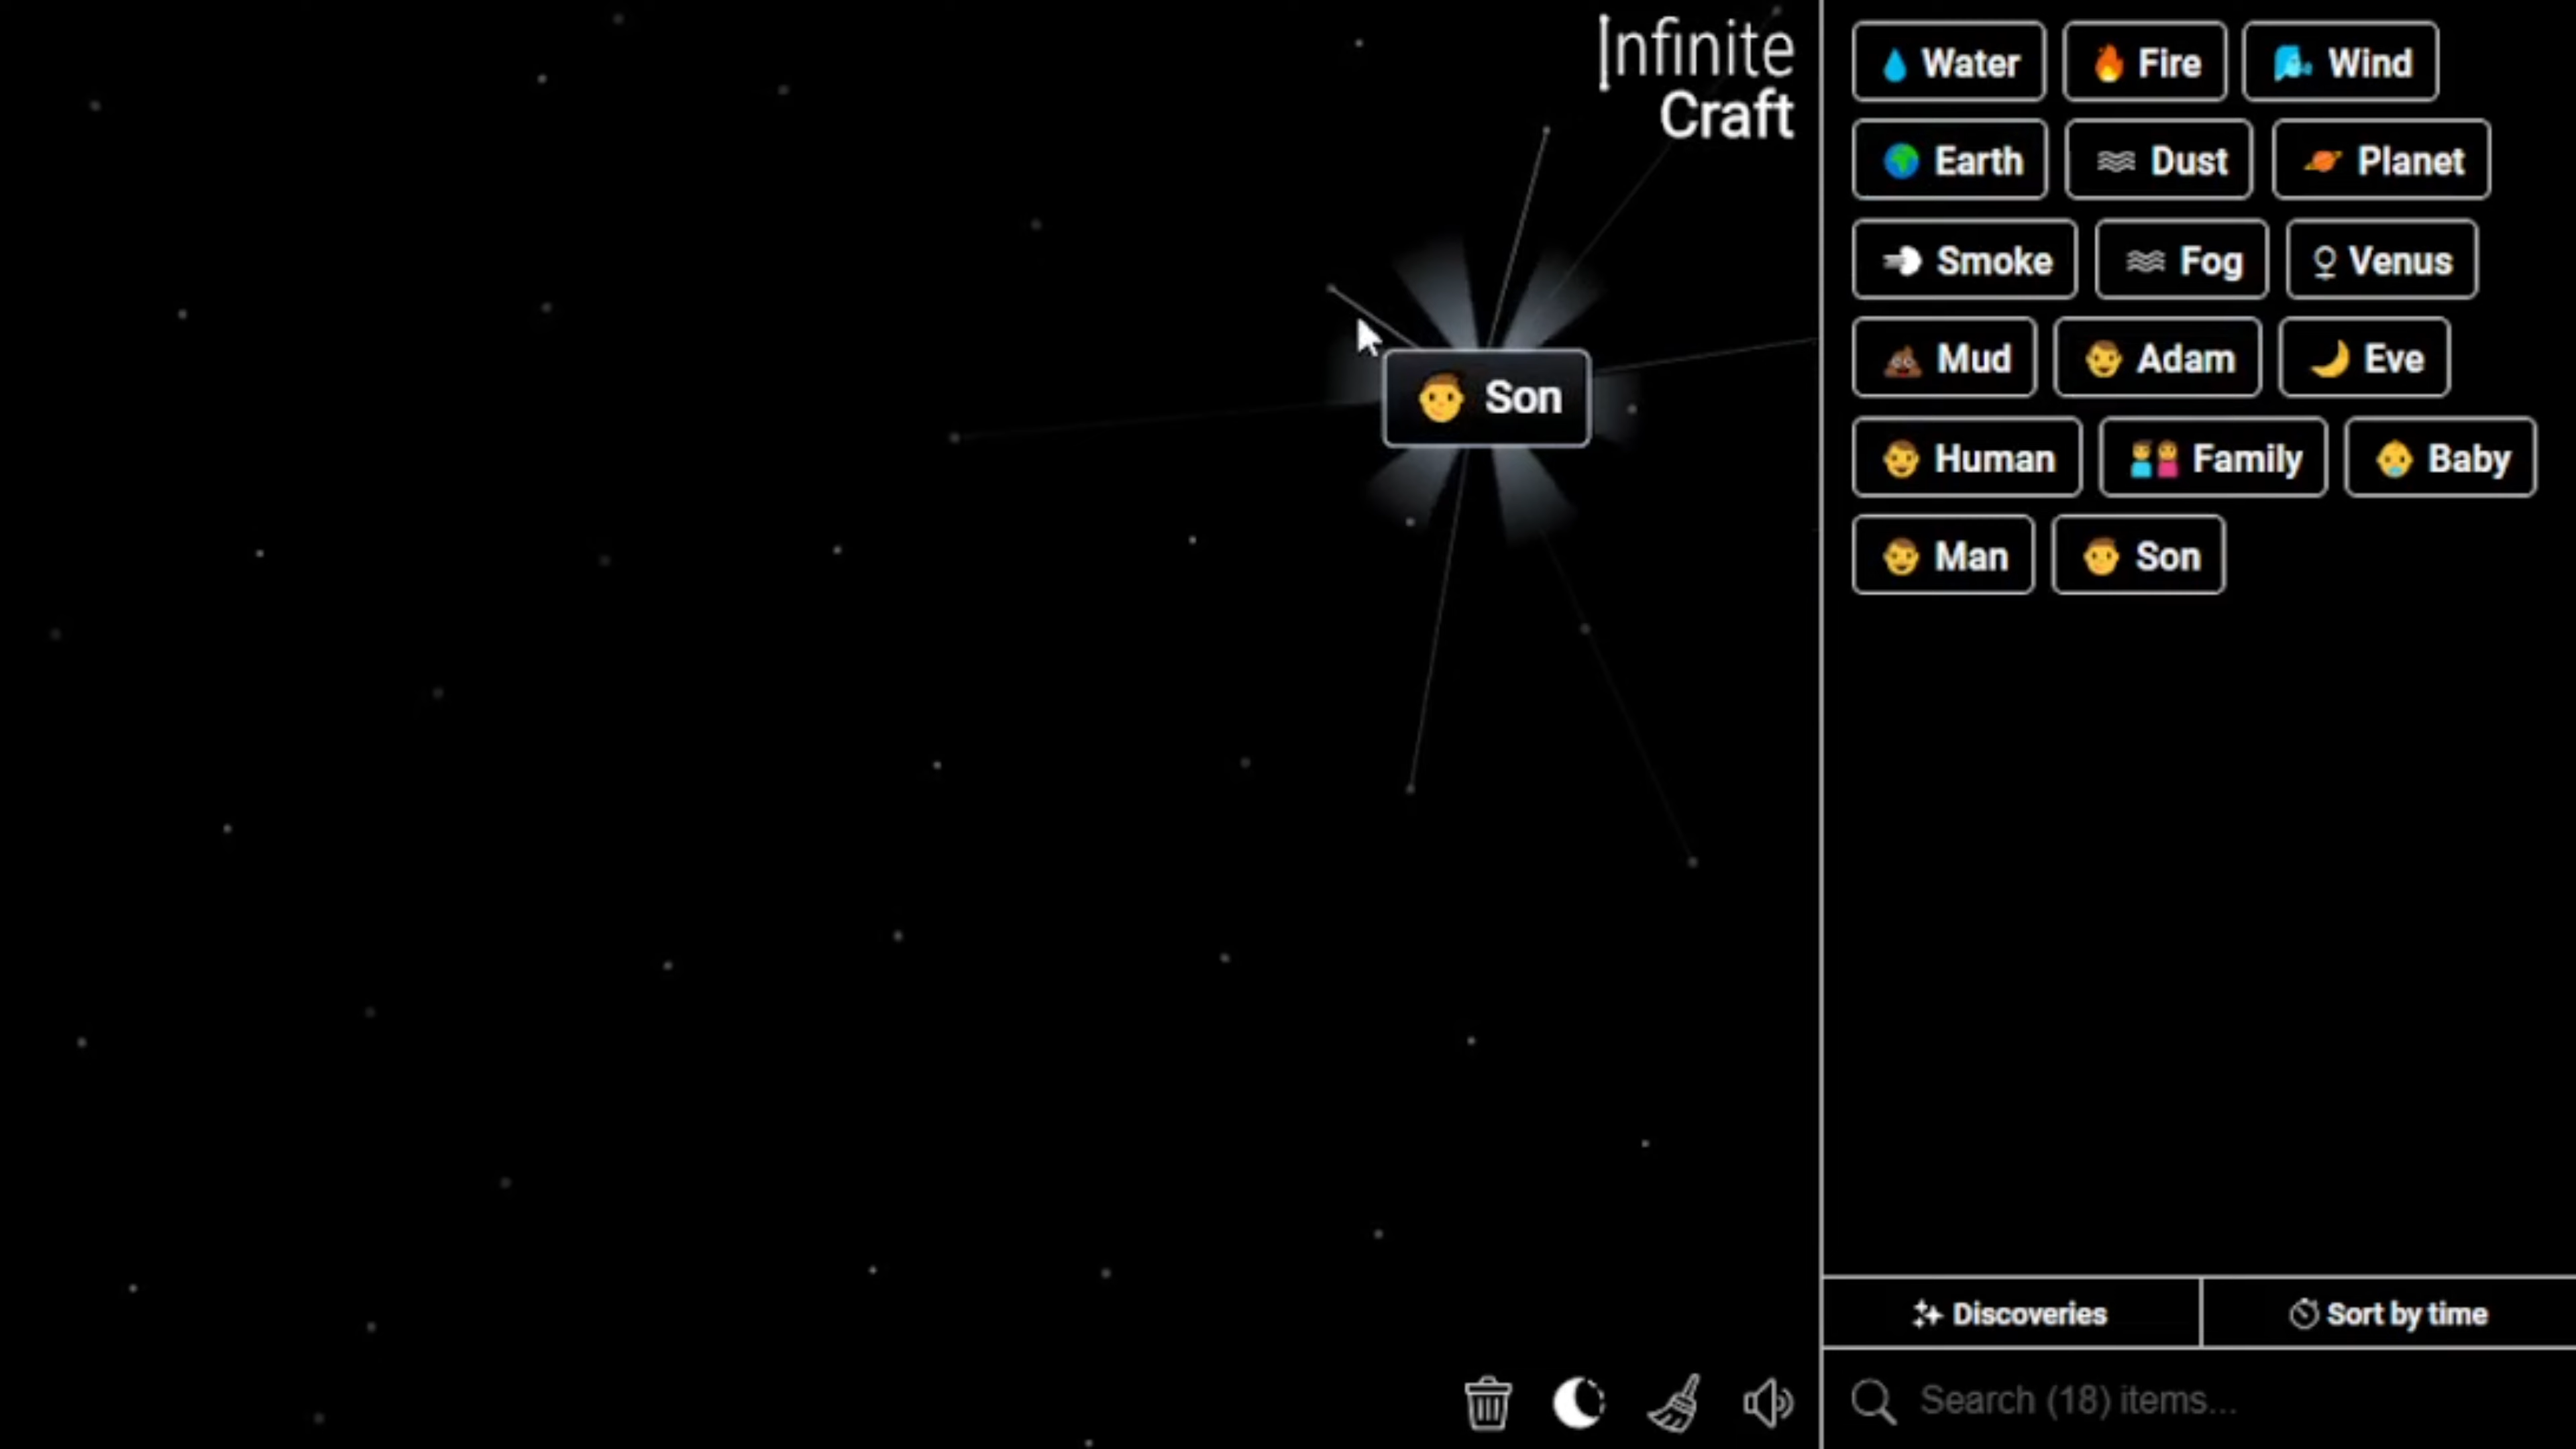 Infinite
Craft
Son
Water Fire Wind
Earth Dust Planet
Smoke Fog Venus
Mud Adam Eve
Human Family Baby
Man Son
Discoveries Sort by time
Search (18) items...